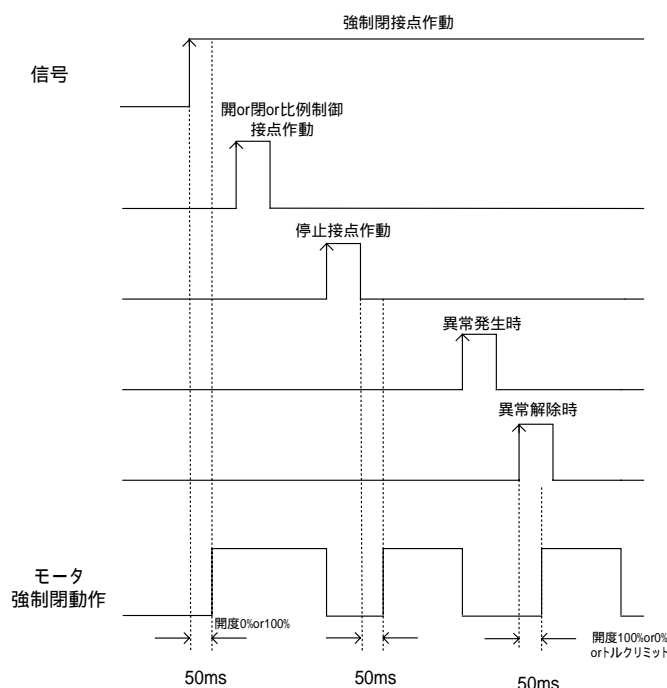 強制閉接点作動
信号
開or閉or比例制御
接点作動
停止接点作動
異常発生時
異常解除時
モータ
強制閉動作
開度0%or100%
開度100%or0%
orトルクリミット
50ms
50ms
50ms